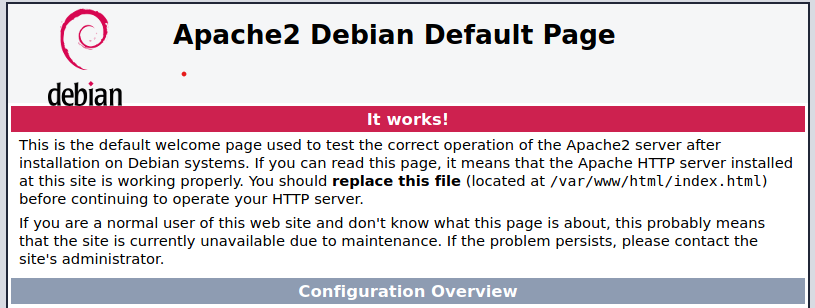 Apache2 Debian Default Page
debian
It works!
This is the default welcome page used to test the correct operation of the Apache2 server after
installation on Debian systems. If you can read this page, it means that the Apache HTTP server installed
at this site is working properly. You should replace this file (located at /var/www/html/index.html)
before continuing to operate your HTTP server.
If you are a normal user of this web site and don't know what this page is about, this probably means
that the site is currently unavailable due to maintenance. If the problem persists, please contact the
site's administrator.
Configuration Overview